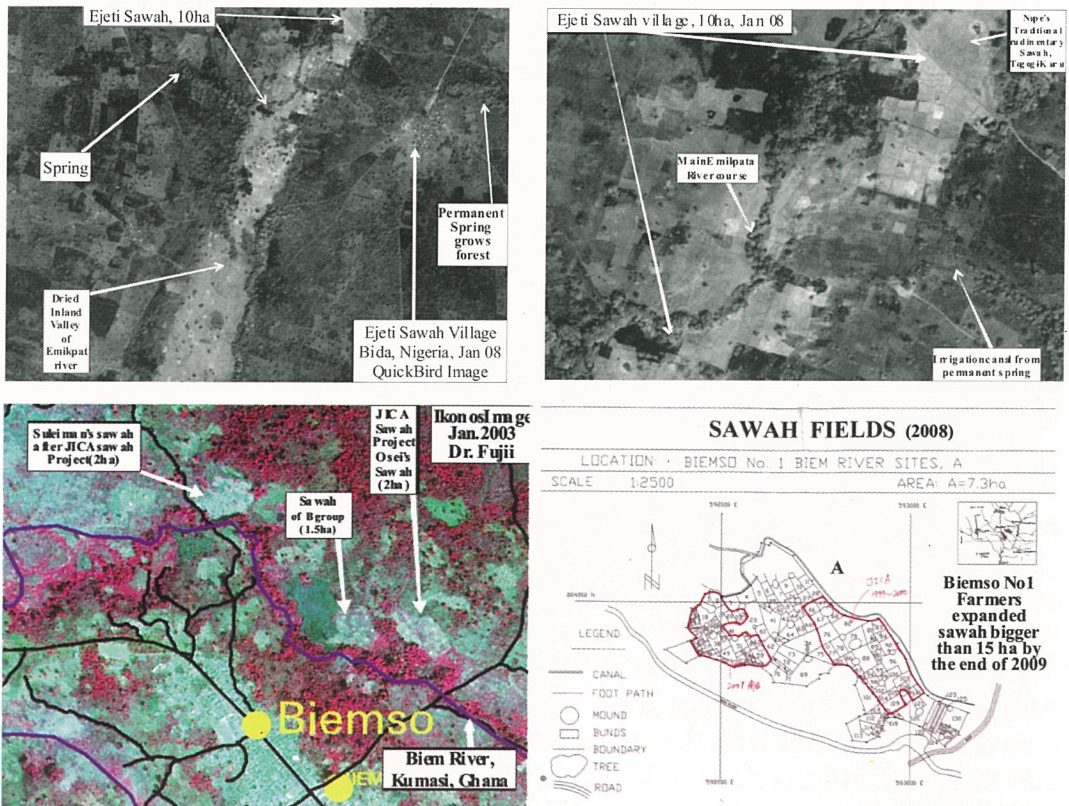 Ejeti Sawah, 10ha
Spring
Permanent
Spring
grows
forest
Dried
Inland
Valley
of
Emikpat
river
Ejeti Sawah Village
Bida, Nigeria, Jan 08
QuickBird Image
Ejeti Sawah village, 10ha, Jan 08
Nupe's
Traditional
rudimentary
Sawah,
Main Emilpata
River course
Irrigation canal from
permanent spring
Suleiman's sawah
after JICA sawah
Project(2ha)
JICA
Sawah
Project
Osei's
Sawah
(2ha)
Ikonos Image
Jan. 2003
Dr. Fujii
Sawah
of Bgroup
(1.5ha)
Biemso
Biem River,
Kumasi, Ghana
SAWAH FIELDS (2008)
LOCATION : BIEMSO No. 1 BIEM RIVER SITES, A
SCALE 1:2500 AREA: A=7.3ha
A
JICA
Biemso No1
Farmers
expanded
sawah bigger
than 15 ha by
the end of 2009
LEGEND
CANAL
FOOT PATH
MOUND
BUNDS
BOUNDARY
TREE
ROAD